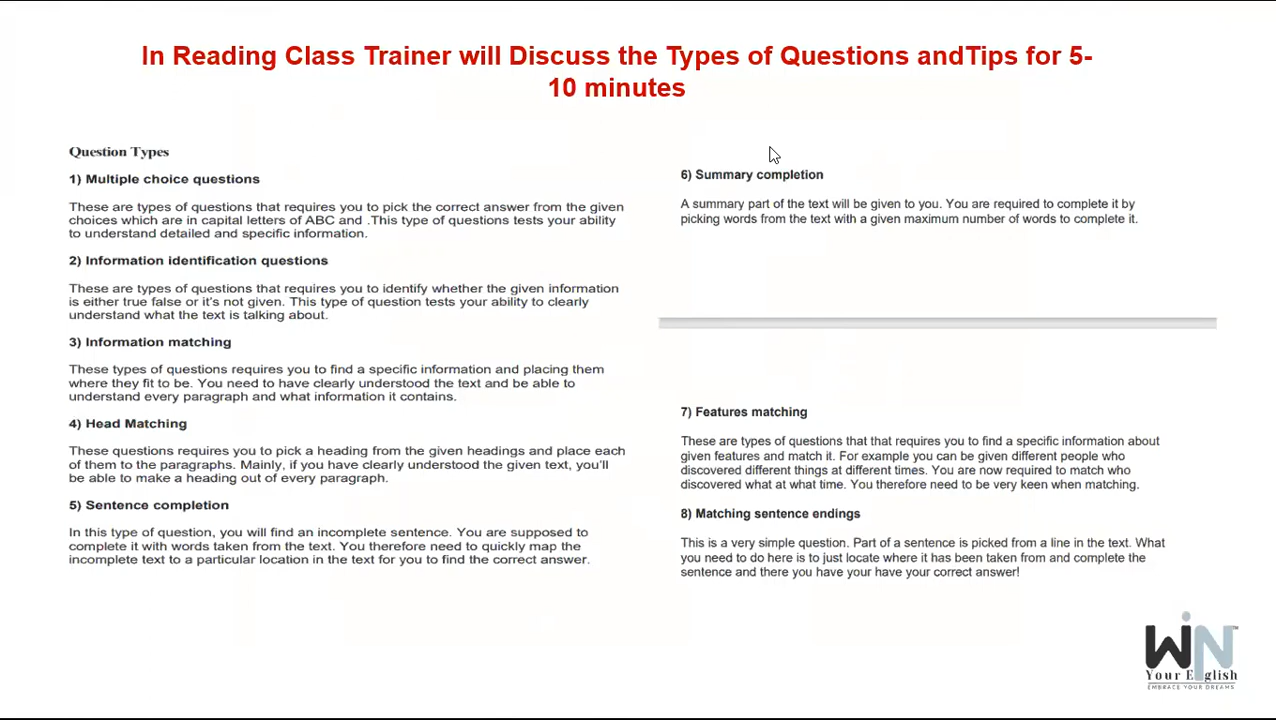 In Reading Class Trainer will Discuss the Types of Questions andTips for 5-
10 minutes
Question Types
1) Multiple choice questions
These are types of questions that requires you to pick the correct answer from the given
choices which are in capital letters of ABC and .This type of questions tests your ability
to understand detailed and specific information.
2) Information identification questions
These are types of questions that requires you to identify whether the given information
is either true false or it's not given. This type of question tests your ability to clearly
understand what the text is talking about.
3) Information matching
These types of questions requires you to find a specific information and placing them
where they fit to be. You need to have clearly understood the text and be able to
understand every paragraph and what information it contains.
4) Head Matching
These questions requires you to pick a heading from the given headings and place each
of them to the paragraphs. Mainly, if you have clearly understood the given text, you'll
be able to make a heading out of every paragraph.
5) Sentence completion
In this type of question, you will find an incomplete sentence. You are supposed to
complete it with words taken from the text. You therefore need to quickly map the
incomplete text to a particular location in the text for you to find the correct answer.
6) Summary completion
A summary part of the text will be given to you. You are required to complete it by
picking words from the text with a given maximum number of words to complete it.
7) Features matching
These are types of questions that that requires you to find a specific information about
given features and match it. For example you can be given different people who
discovered different things at different times. You are now required to match who
discovered what at what time. You therefore need to be very keen when matching.
8) Matching sentence endings
This is a very simple question. Part of a sentence is picked from a line in the text. What
you need to do here is to just locate where it has been taken from and complete the
sentence and there you have your have your correct answer!
WiN™
Your English
EMBRACE YOUR DREAMS